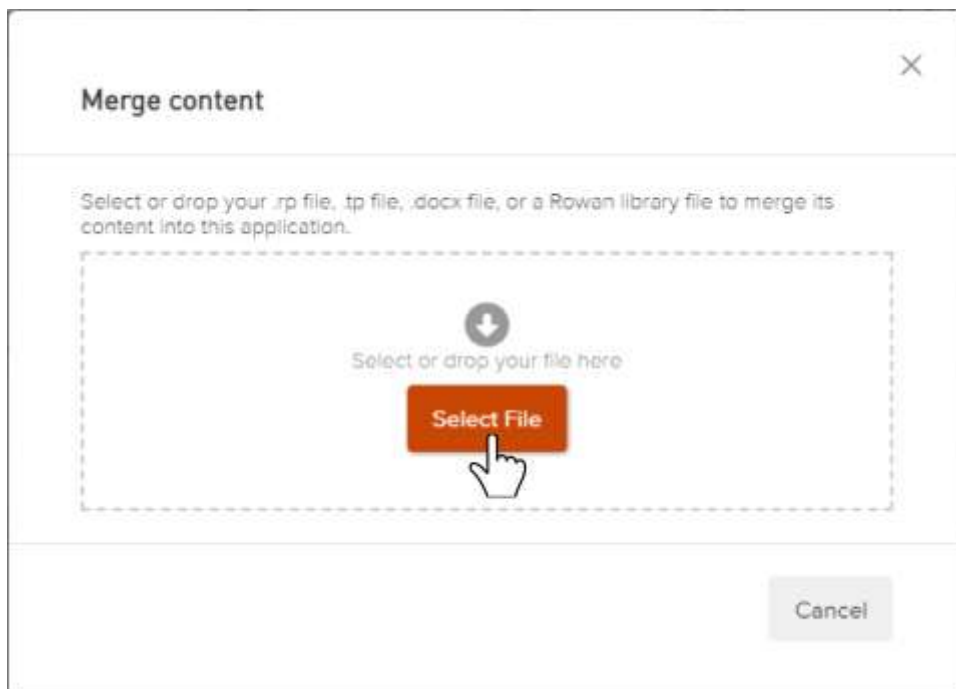 Merge content
Select or drop your .rp file, .tp file, .docx file, or a Rowan library file to merge its
content into this application.
Select or drop your file here
Select File
Cancel